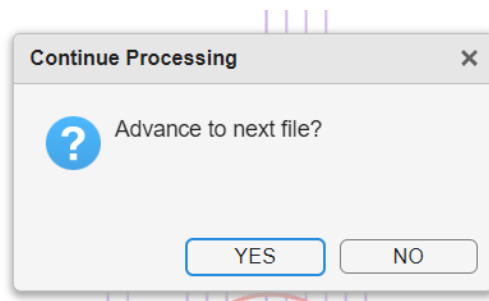 Continue Processing
Advance to next file?
YES
NO